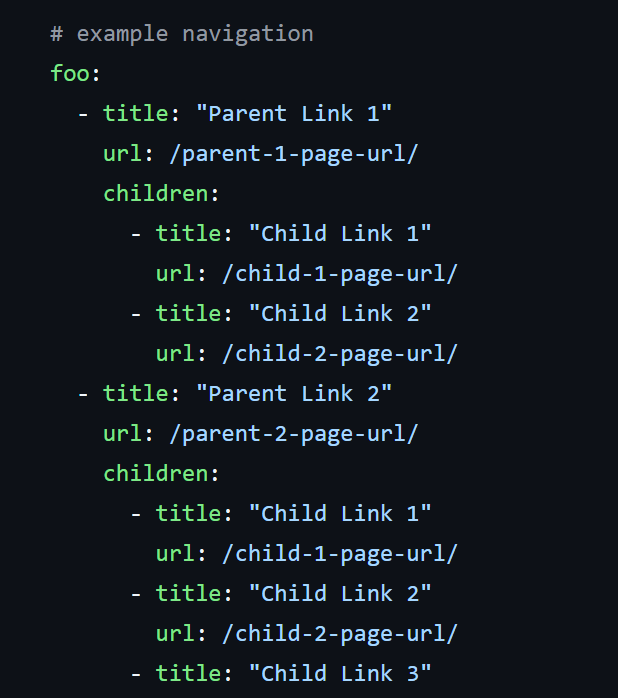 # example navigation
foo:
  - title: "Parent Link 1"
    url: /parent-1-page-url/
    children:
      - title: "Child Link 1"
        url: /child-1-page-url/
      - title: "Child Link 2"
        url: /child-2-page-url/
  - title: "Parent Link 2"
    url: /parent-2-page-url/
    children:
      - title: "Child Link 1"
        url: /child-1-page-url/
      - title: "Child Link 2"
        url: /child-2-page-url/
      - title: "Child Link 3"